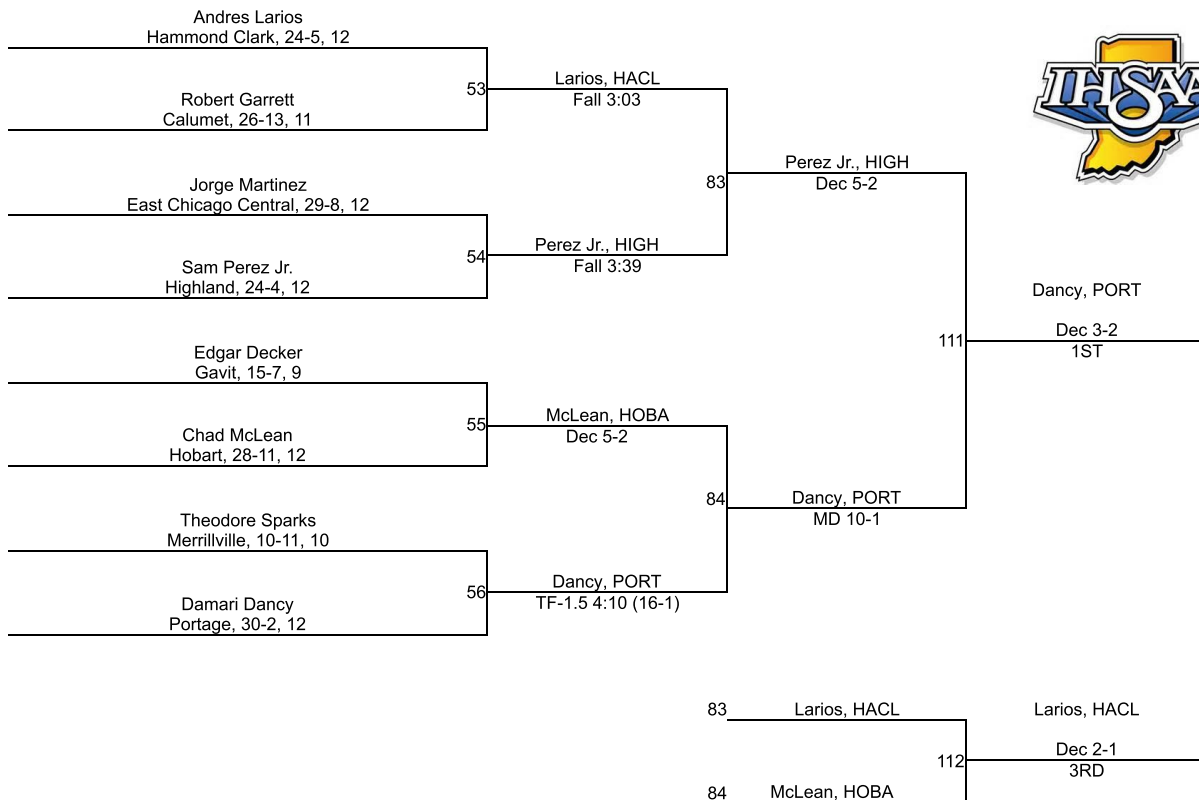 Andres Larios
Hammond Clark, 24-5, 12
53
Larios, HACL
Fall 3:03
Robert Garrett
Calumet, 26-13, 11
IHSAA
83
Perez Jr., HIGH
Dec 5-2
Jorge Martinez
East Chicago Central, 29-8, 12
54
Perez Jr., HIGH
Fall 3:39
Sam Perez Jr.
Highland, 24-4, 12
Dancy, PORT
111
Dec 3-2
1ST
Edgar Decker
Gavit, 15-7, 9
55
McLean, HOBA
Dec 5-2
Chad McLean
Hobart, 28-11, 12
84
Dancy, PORT
MD 10-1
Theodore Sparks
Merrillville, 10-11, 10
56
Dancy, PORT
TF-1.5 4:10 (16-1)
Damari Dancy
Portage, 30-2, 12
83
Larios, HACL
Larios, HACL
112
Dec 2-1
3RD
84
McLean, HOBA